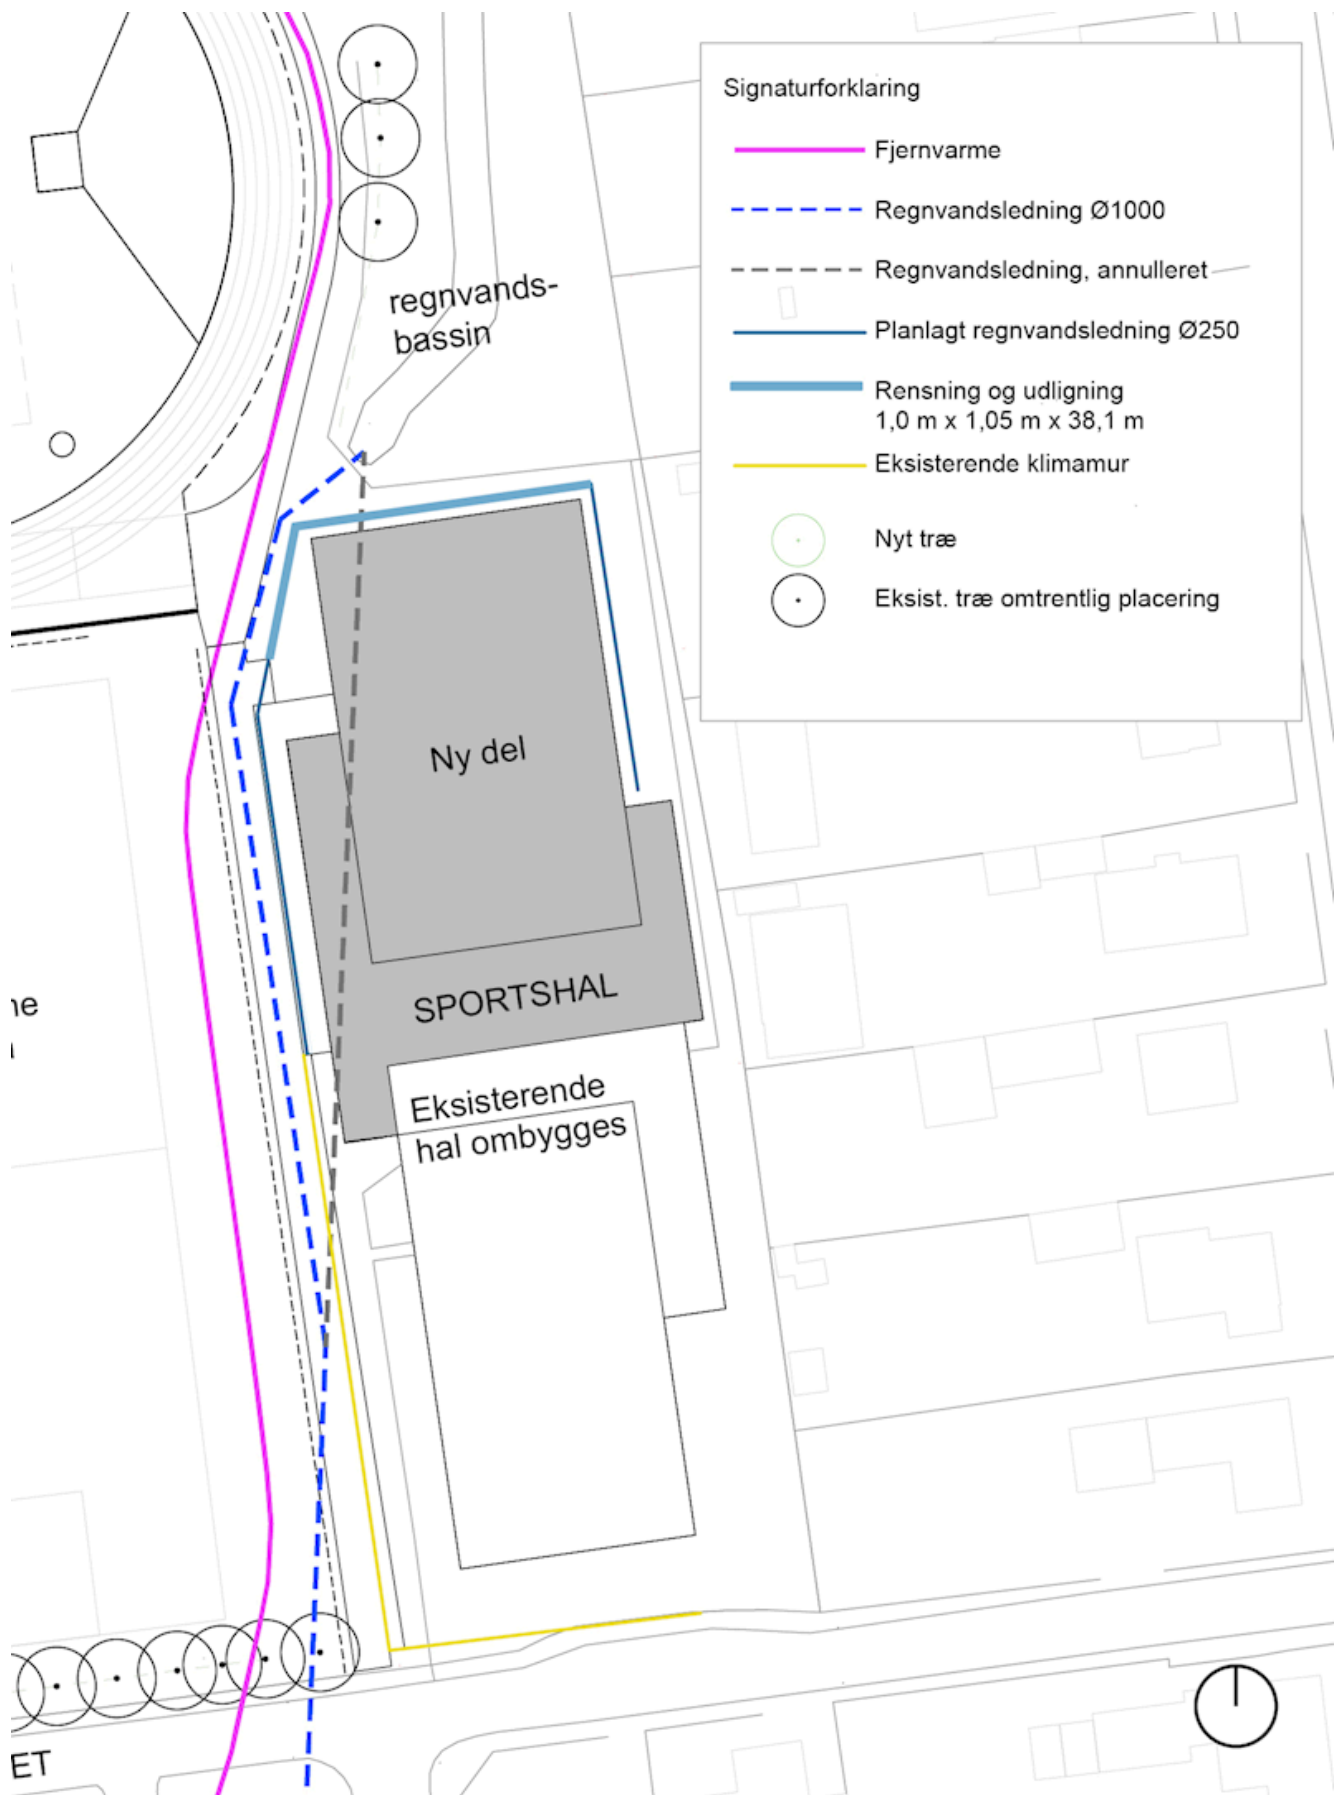 Signaturforklaring
Fjernvarme
Regnvandsledning Ø1000
Regnvandsledning, annulleret
Planlagt regnvandsledning Ø250
Rensning og udligning
1,0 m x 1,05 m x 38,1 m
Eksisterende klimamur
Nyt træ
Eksist. træ omtrentlig placering
regnvands-
bassin
Ny del
SPORTSHAL
Eksisterende
hal ombygges
ne
ET